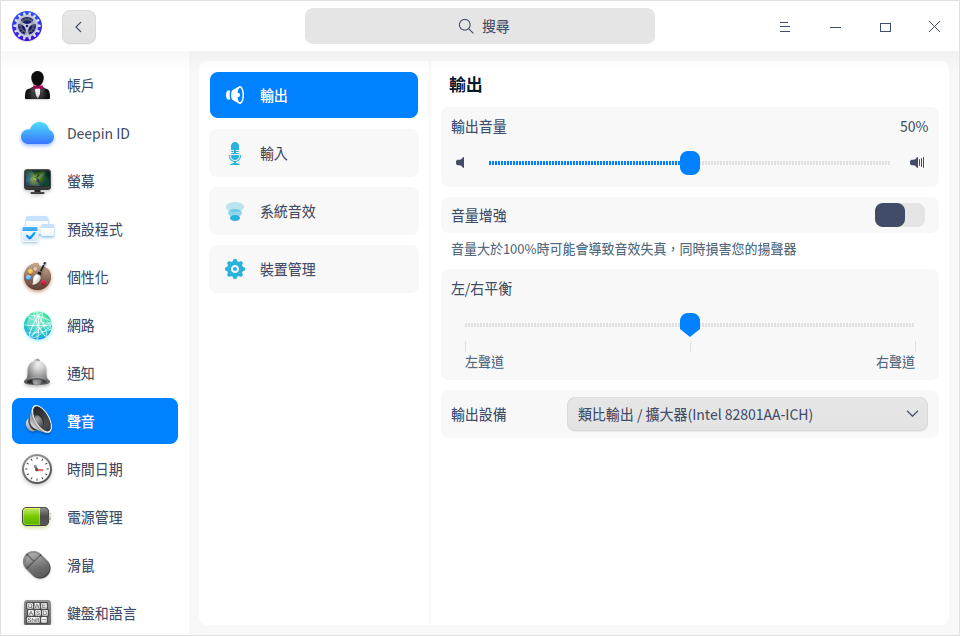 搜尋
帳戶
Deepin ID
螢幕
預設程式
個性化
網路
通知
聲音
時間日期
電源管理
滑鼠
鍵盤和語言
輸出
輸入
系統音效
裝置管理
輸出
輸出音量 50%
音量增強
音量大於100%時可能會導致音效失真，同時損害您的揚聲器
左/右平衡
左聲道 右聲道
輸出設備 類比輸出 / 擴大器(Intel 82801AA-ICH)